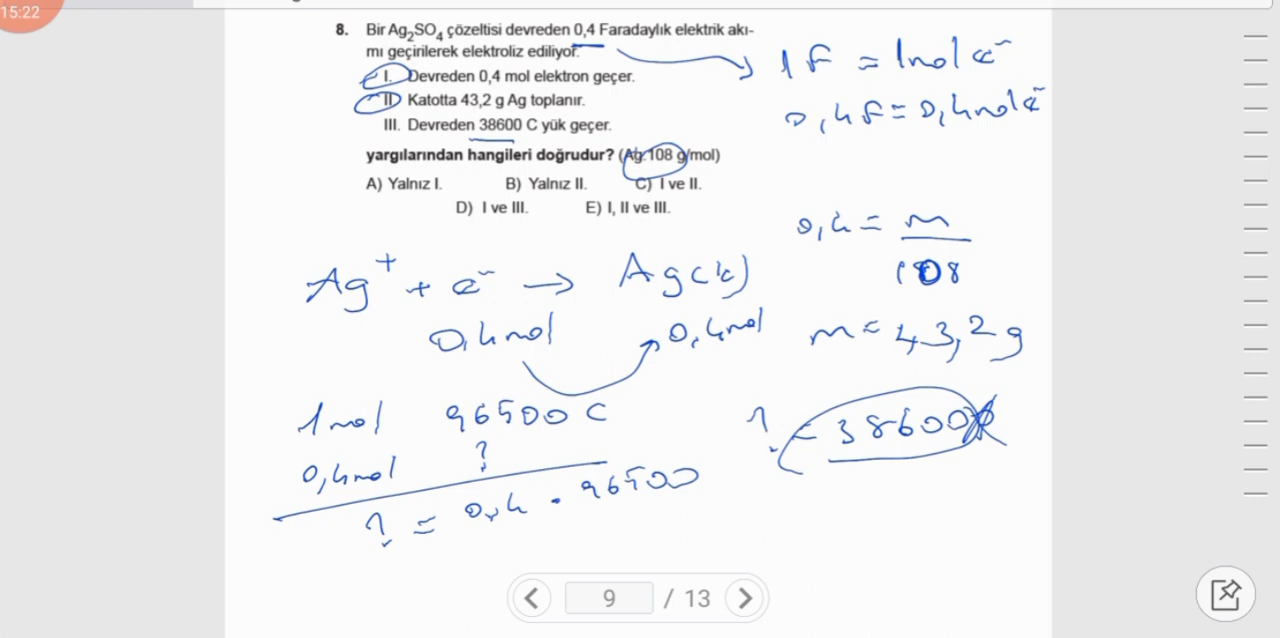 15:22
8. Bir Ag₂SO₄ çözeltisi devreden 0,4 Faradaylık elektrik akı-
mı geçirilerek elektroliz ediliyor.
I. Devreden 0,4 mol elektron geçer.
II. Katotta 43,2 g Ag toplanır.
III. Devreden 38600 C yük geçer.
yargılarından hangileri doğrudur? (Ag:108 g/mol)
A) Yalnız I. B) Yalnız II. C) I ve II.
D) I ve III. E) I, II ve III.
1F = 1mol e⁻
0,4F = 0,4mol e⁻
0,4 = m
108
m = 43,2 g
Ag⁺ + e⁻ → Ag(k)
0,4mol 0,4mol
1mol 96500 C
0,4mol ?
? = 0,4 . 96500
? = 38600
9 / 13